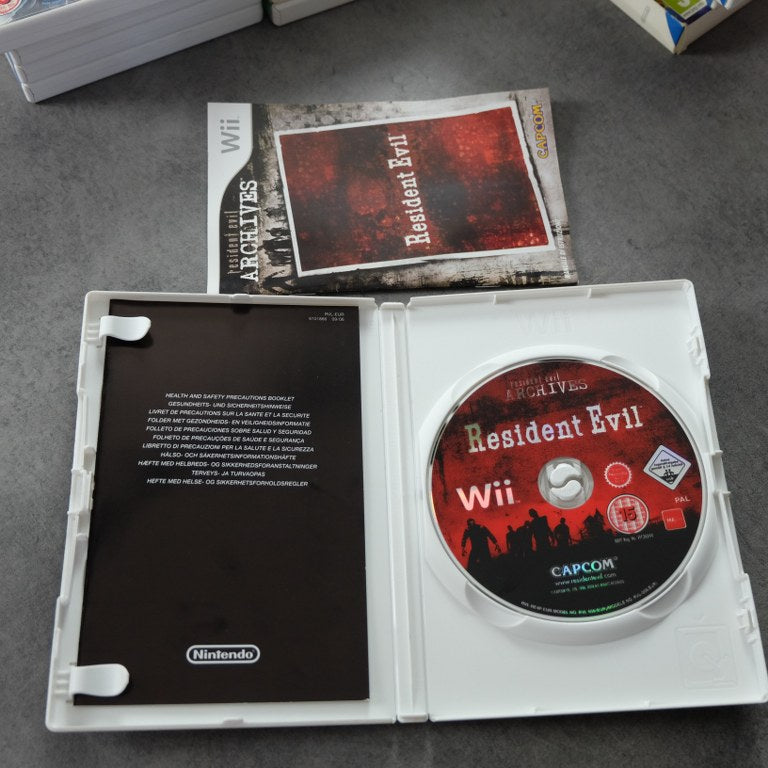 Wii
resident evil
ARCHIVES
Resident Evil
CAPCOM
HEALTH AND SAFETY PRECAUTIONS BOOKLET
GESUNDHEITS- UND SICHERHEITSHINWEISE
LIVRET DE PRECAUTIONS SUR LA SANTE ET LA SECURITE
FOLDER MET GEZONDHEIDS- EN VEILIGHEIDSINFORMATIE
FOLLETO DE PRECAUCIONES SOBRE SALUD Y SEGURIDAD
FOLHETO DE PRECAUÇÕES DE SAÚDE E SEGURANÇA
LIBRETTO DI PRECAUZIONI PER LA SALUTE E LA SICUREZZA
HÄLSO- OCH SÄKERHETSINFORMATIONSHÄFTE
HÆFTE MED HELBREDS- OG SIKKERHEDSFORANSTALTNINGER
TERVEYS- JA TURVAOPAS
HEFTE MED HELSE- OG SIKKERHETSFORHOLDSREGLER
Nintendo
Wii
resident evil
ARCHIVES
Resident Evil
Wii
PAL
15
CAPCOM
www.residentevil.com